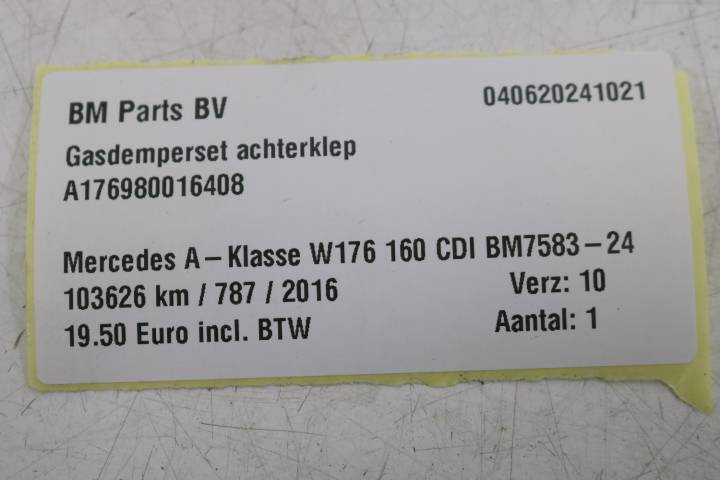 BM Parts BV 040620241021
Gasdemperset achterklep
A176980016408
Mercedes A-Klasse W176 160 CDI BM7583-24
103626 km / 787 / 2016 Verz: 10
19.50 Euro incl. BTW Aantal: 1